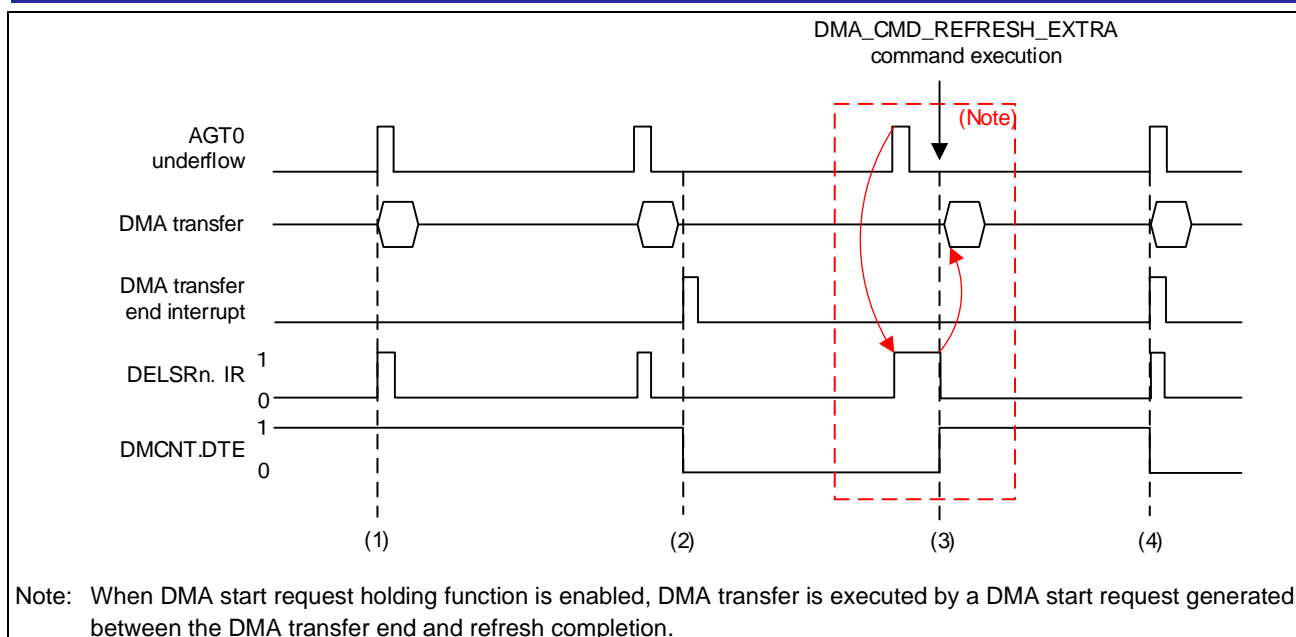 DMA_CMD_REFRESH_EXTRA
command execution
(Note)
AGT0
underflow
DMA transfer
DMA transfer
end interrupt
1
DELSRn. IR
0
1
DMCNT.DTE
0
(1) (2) (3) (4)
Note: When DMA start request holding function is enabled, DMA transfer is executed by a DMA start request generated
between the DMA transfer end and refresh completion.